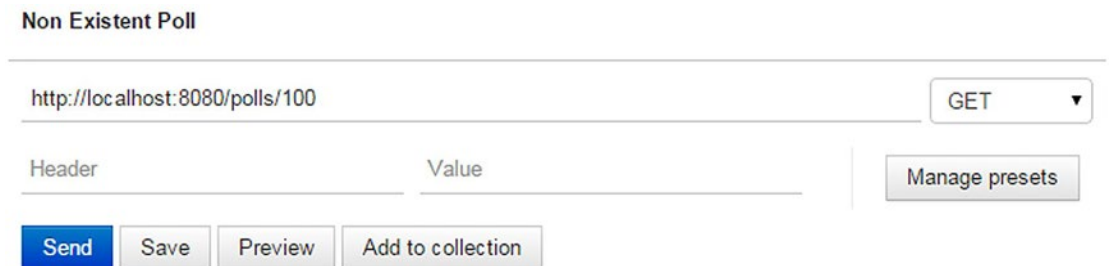 Non Existent Poll
http://localhost:8080/polls/100 GET
Header Value Manage presets
Send Save Preview Add to collection